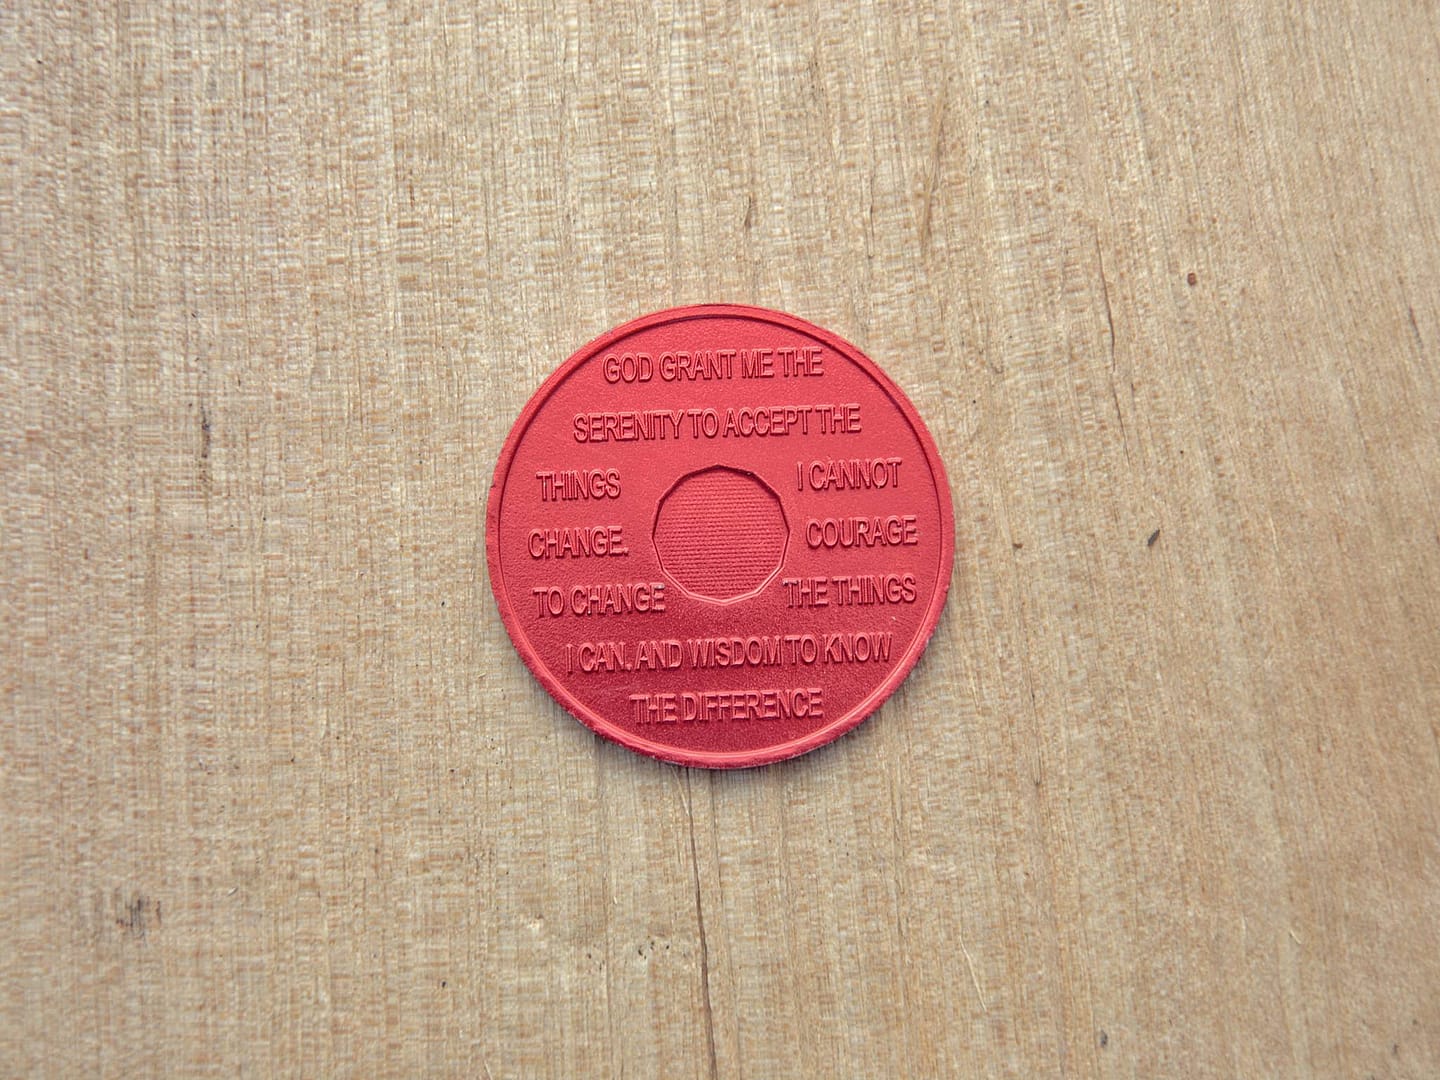 GOD GRANT ME THE
SERENITY TO ACCEPT THE
THINGS I CANNOT
CHANGE. COURAGE
TO CHANGE THE THINGS
I CAN. AND WISDOM TO KNOW
THE DIFFERENCE